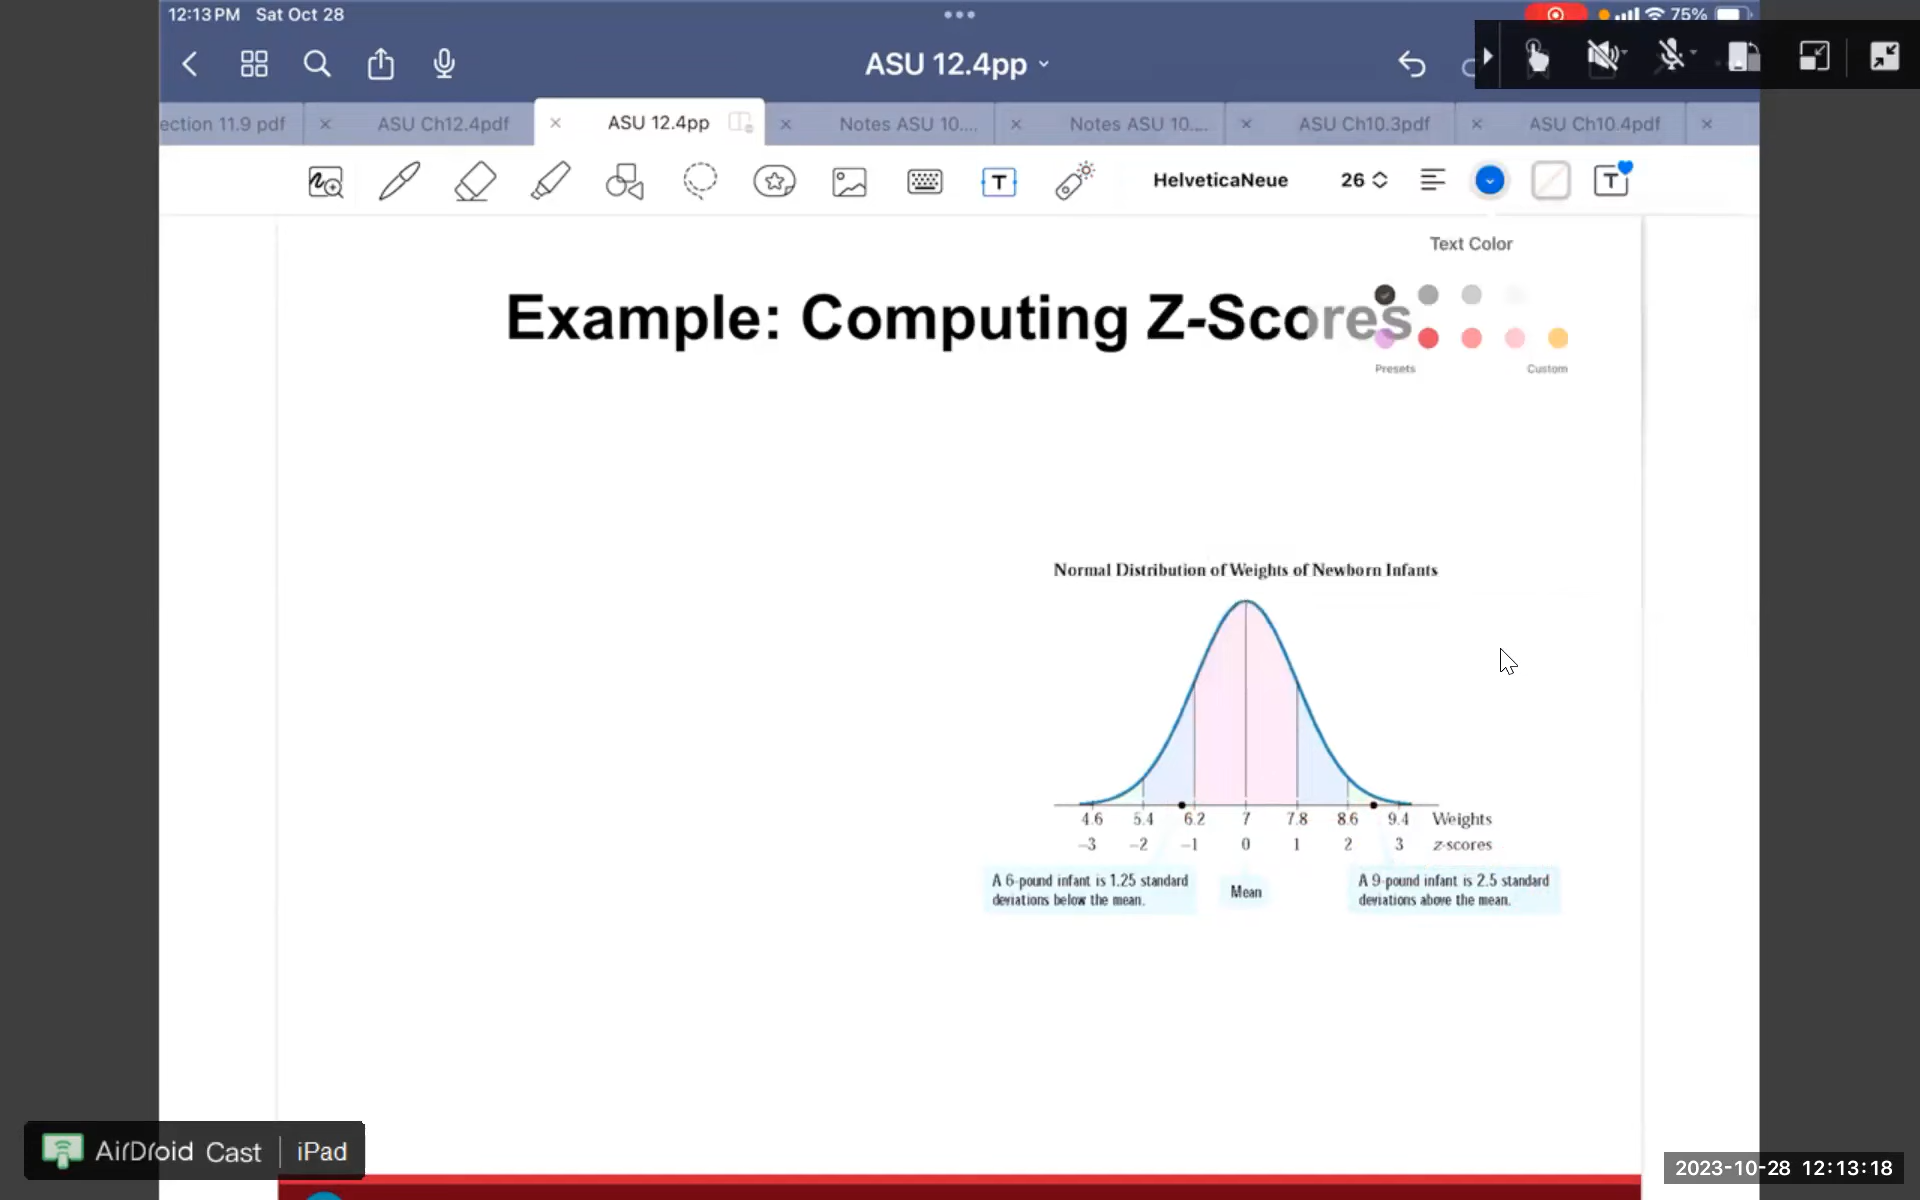 12:13 PM Sat Oct 28
75%
ASU 12.4pp
ection 11.9 pdf
ASU Ch12.4pdf
ASU 12.4pp
Notes ASU 10....
Notes ASU 10....
ASU Ch10.3pdf
ASU Ch10.4pdf
HelveticaNeue
26
Text Color
Presets
Custom
Example: Computing Z-Scores
Normal Distribution of Weights of Newborn Infants
4.6 5.4 6.2 7 7.8 8.6 9.4 Weights
–3 –2 –1 0 1 2 3 z-scores
A 6-pound infant is 1.25 standard
deviations below the mean.
Mean
A 9-pound infant is 2.5 standard
deviations above the mean.
AirDroid Cast | iPad
2023-10-28 12:13:18